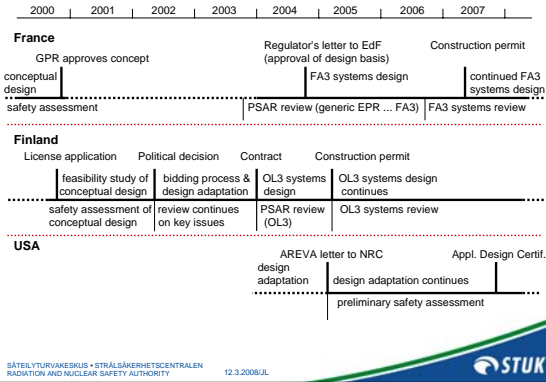 2000 2001 2002 2003 2004 2005 2006 2007
France
GPR approves concept
Regulator's letter to EdF
(approval of design basis)
Construction permit
conceptual
design
FA3 systems design
continued FA3
systems design
safety assessment
PSAR review (generic EPR ... FA3)
FA3 systems review
Finland
License application
Political decision
Contract
Construction permit
feasibility study of
conceptual design
bidding process &
design adaptation
OL3 systems
design
OL3 systems design
continues
safety assessment of
conceptual design
review continues
on key issues
PSAR review
(OL3)
OL3 systems review
USA
AREVA letter to NRC
Appl. Design Certif.
design
adaptation
design adaptation continues
preliminary safety assessment
SÄTEILYTURVAKESKUS • STRÅLSÄKERHETSCENTRALEN
RADIATION AND NUCLEAR SAFETY AUTHORITY
12.3.2008/JL
STUK